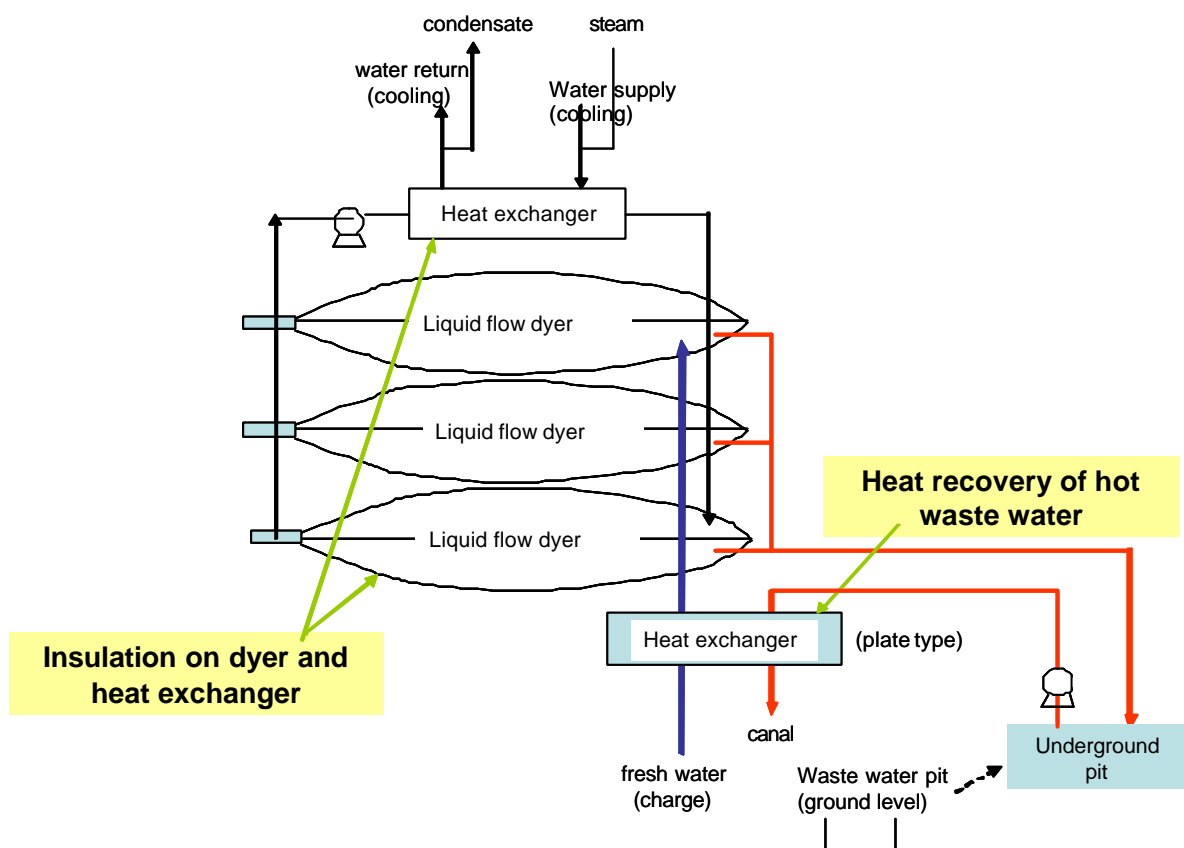 condensate
steam
water return
(cooling)
Water supply
(cooling)
Heat exchanger
Liquid flow dyer
Liquid flow dyer
Liquid flow dyer
Heat recovery of hot
waste water
Insulation on dyer and
heat exchanger
Heat exchanger
(plate type)
canal
fresh water
(charge)
Waste water pit
(ground level)
Underground
pit